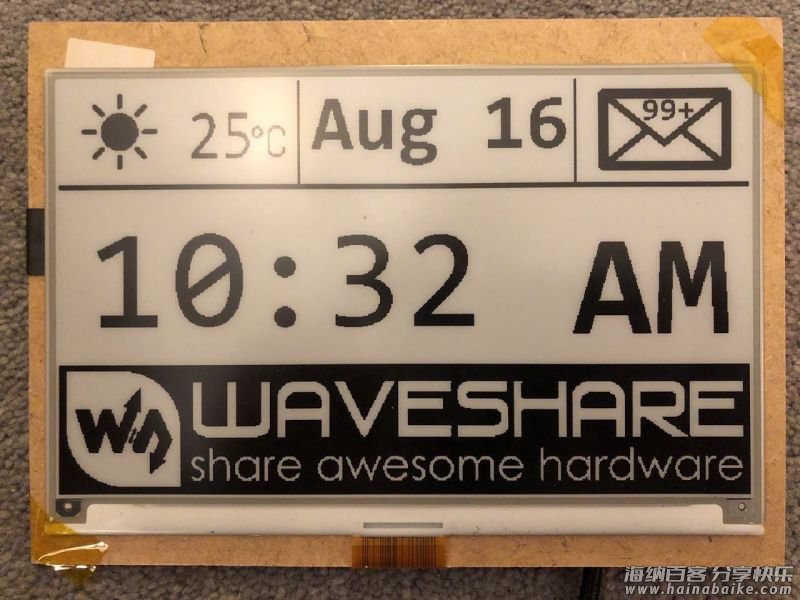 25°C
Aug 16
99+
10:32 AM
WAVESHARE
share awesome hardware
海纳百客 分享快乐
www.hainabaike.com